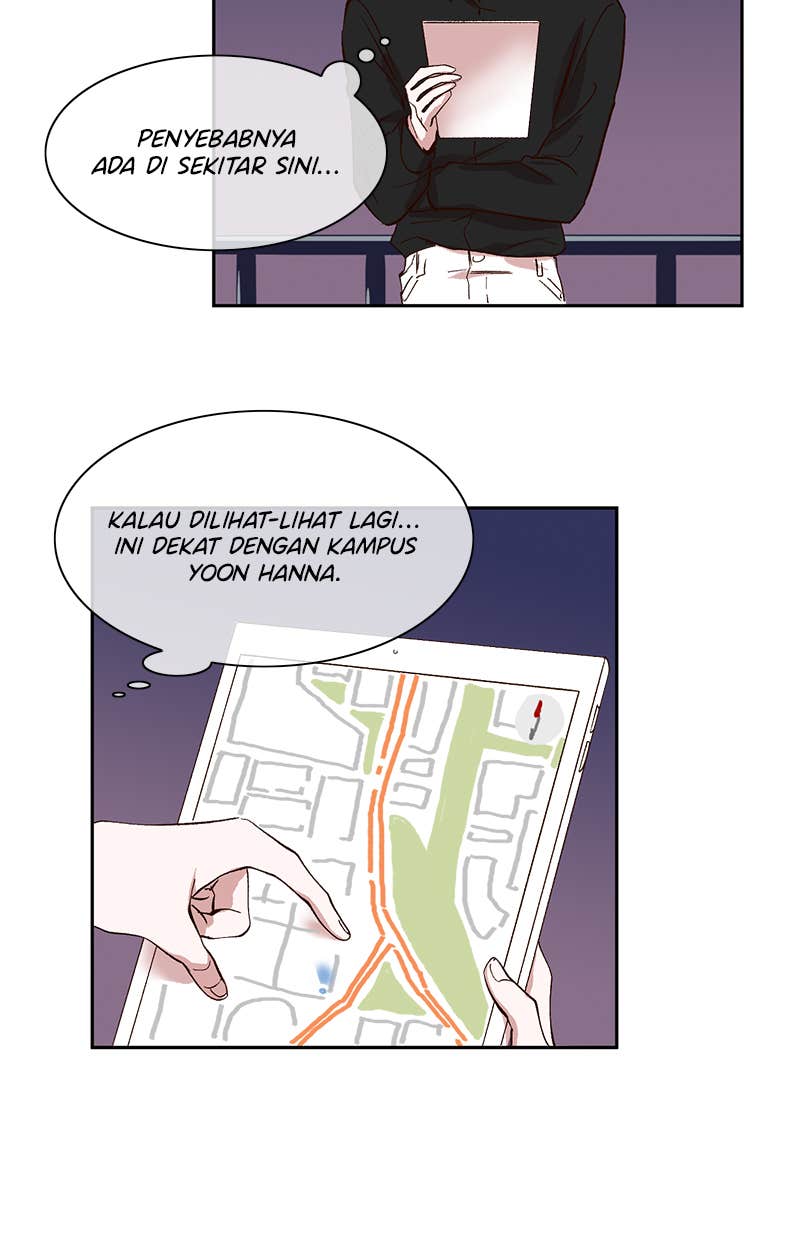 PENYEBABNYA
ADA DI SEKITAR SINI...
KALAU DILIHAT-LIHAT LAGI...
INI DEKAT DENGAN KAMPUS
YOON HANNA.